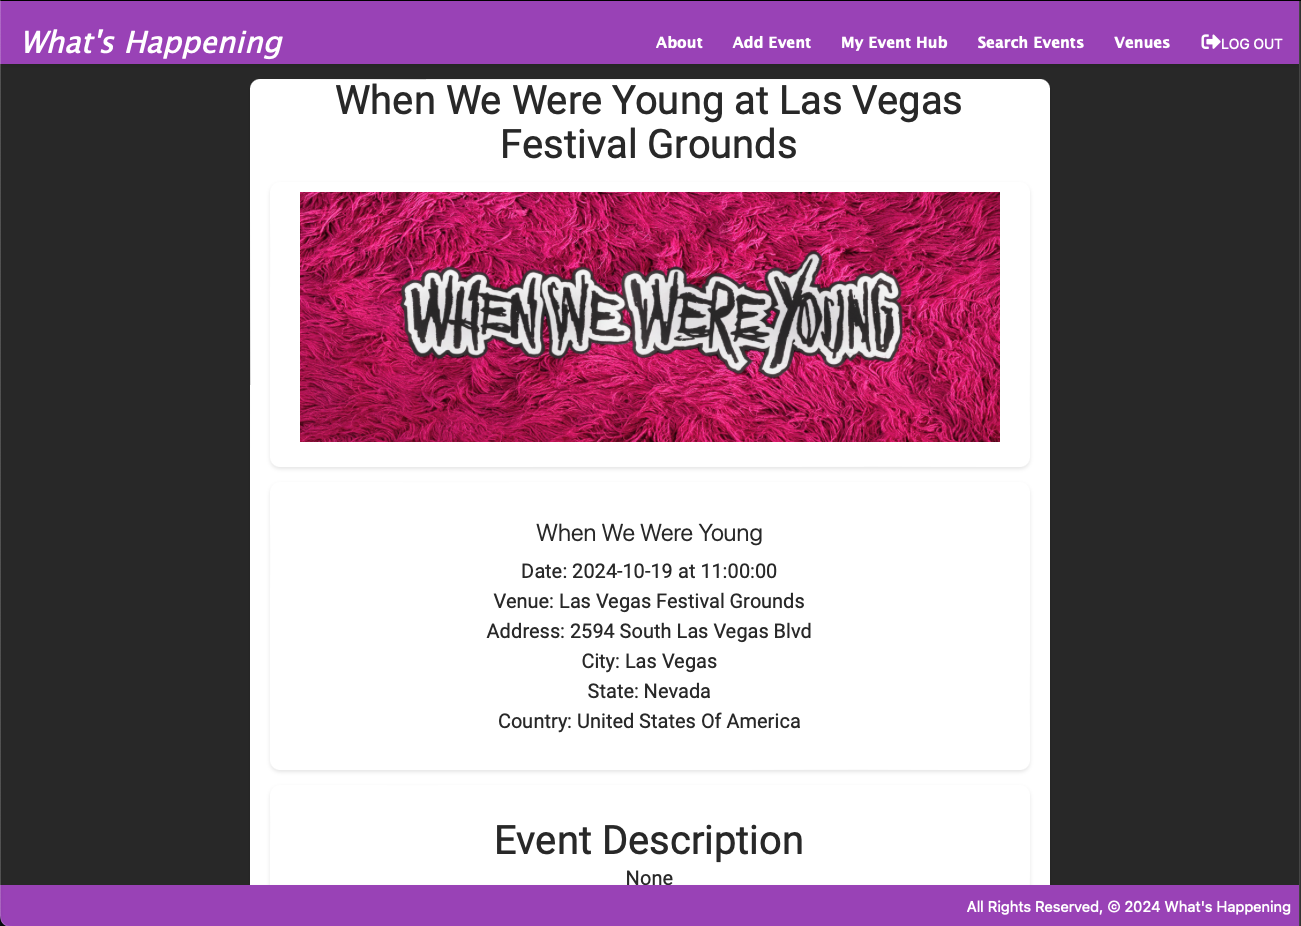 What's Happening
About Add Event My Event Hub Search Events Venues LOG OUT
When We Were Young at Las Vegas
Festival Grounds
WHEN WE WERE YOUNG
When We Were Young
Date: 2024-10-19 at 11:00:00
Venue: Las Vegas Festival Grounds
Address: 2594 South Las Vegas Blvd
City: Las Vegas
State: Nevada
Country: United States Of America
Event Description
None
All Rights Reserved, © 2024 What's Happening